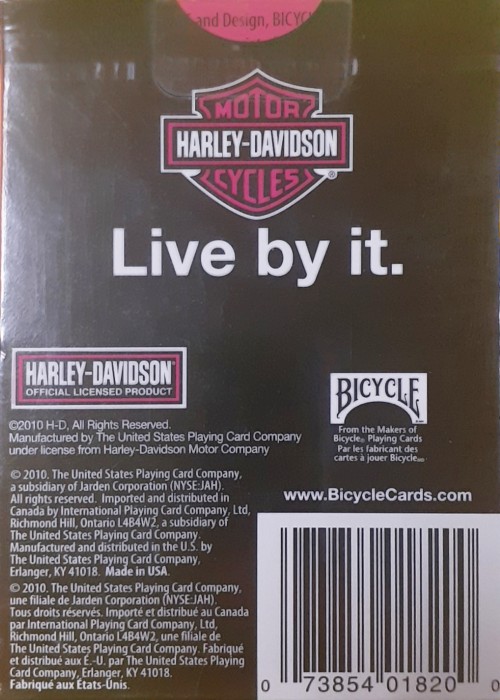 and Design, BICYC
MOTOR
HARLEY-DAVIDSON
CYCLES ®
Live by it.
HARLEY-DAVIDSON
OFFICIAL LICENSED PRODUCT
BICYCLE
From the Makers of
Bicycle® Playing Cards
Par les fabricant des
cartes à jouer Bicycle
©2010 H-D, All Rights Reserved.
Manufactured by The United States Playing Card Company
under license from Harley-Davidson Motor Company
© 2010. The United States Playing Card Company,
a subsidiary of Jarden Corporation (NYSE:JAH).
All rights reserved. Imported and distributed in
Canada by International Playing Card Company, Ltd,
Richmond Hill, Ontario L4B4W2, a subsidiary of
The United States Playing Card Company.
Manufactured and distributed in the U.S. by
The United States Playing Card Company,
Erlanger, KY 41018. Made in USA.
www.BicycleCards.com
© 2010. The United States Playing Card Company,
une filiale de Jarden Corporation (NYSE:JAH).
Tous droits réservés. Importé et distribué au Canada
par International Playing Card Company, Ltd,
Richmond Hill, Ontario L4B4W2, une filiale de
The United States Playing Card Company. Fabriqué
et distribué aux É.-U. par The United States Playing
Card Company, Erlanger, KY 41018.
Fabriqué aux États-Unis.
0 73854 01820 0